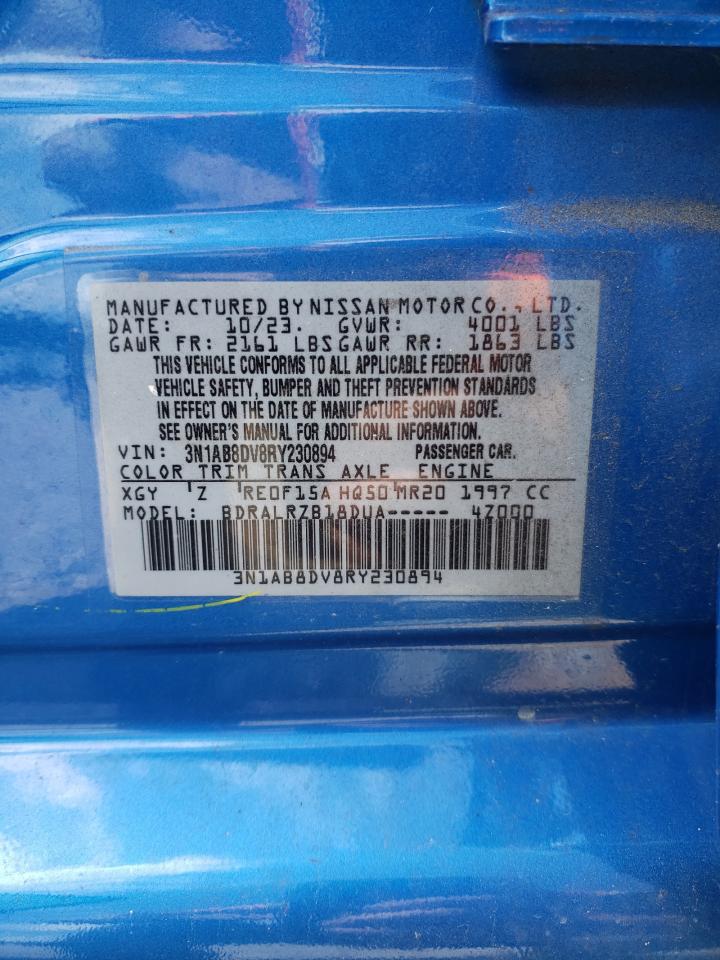 MANUFACTURED BY NISSAN MOTOR CO., LTD.
DATE: 10/23. GVWR: 4001 LBS
GAWR FR: 2161 LBS GAWR RR: 1863 LBS
THIS VEHICLE CONFORMS TO ALL APPLICABLE FEDERAL MOTOR
VEHICLE SAFETY, BUMPER AND THEFT PREVENTION STANDARDS
IN EFFECT ON THE DATE OF MANUFACTURE SHOWN ABOVE.
SEE OWNER'S MANUAL FOR ADDITIONAL INFORMATION.
VIN: 3N1AB8DV8RY230894 PASSENGER CAR.
COLOR TRIM TRANS AXLE ENGINE
XGY Z RE0F15A HQ50 MR20 1997 CC
MODEL: BDRALRZB18DUA----- 4Z000
3N1AB8DV8RY230894